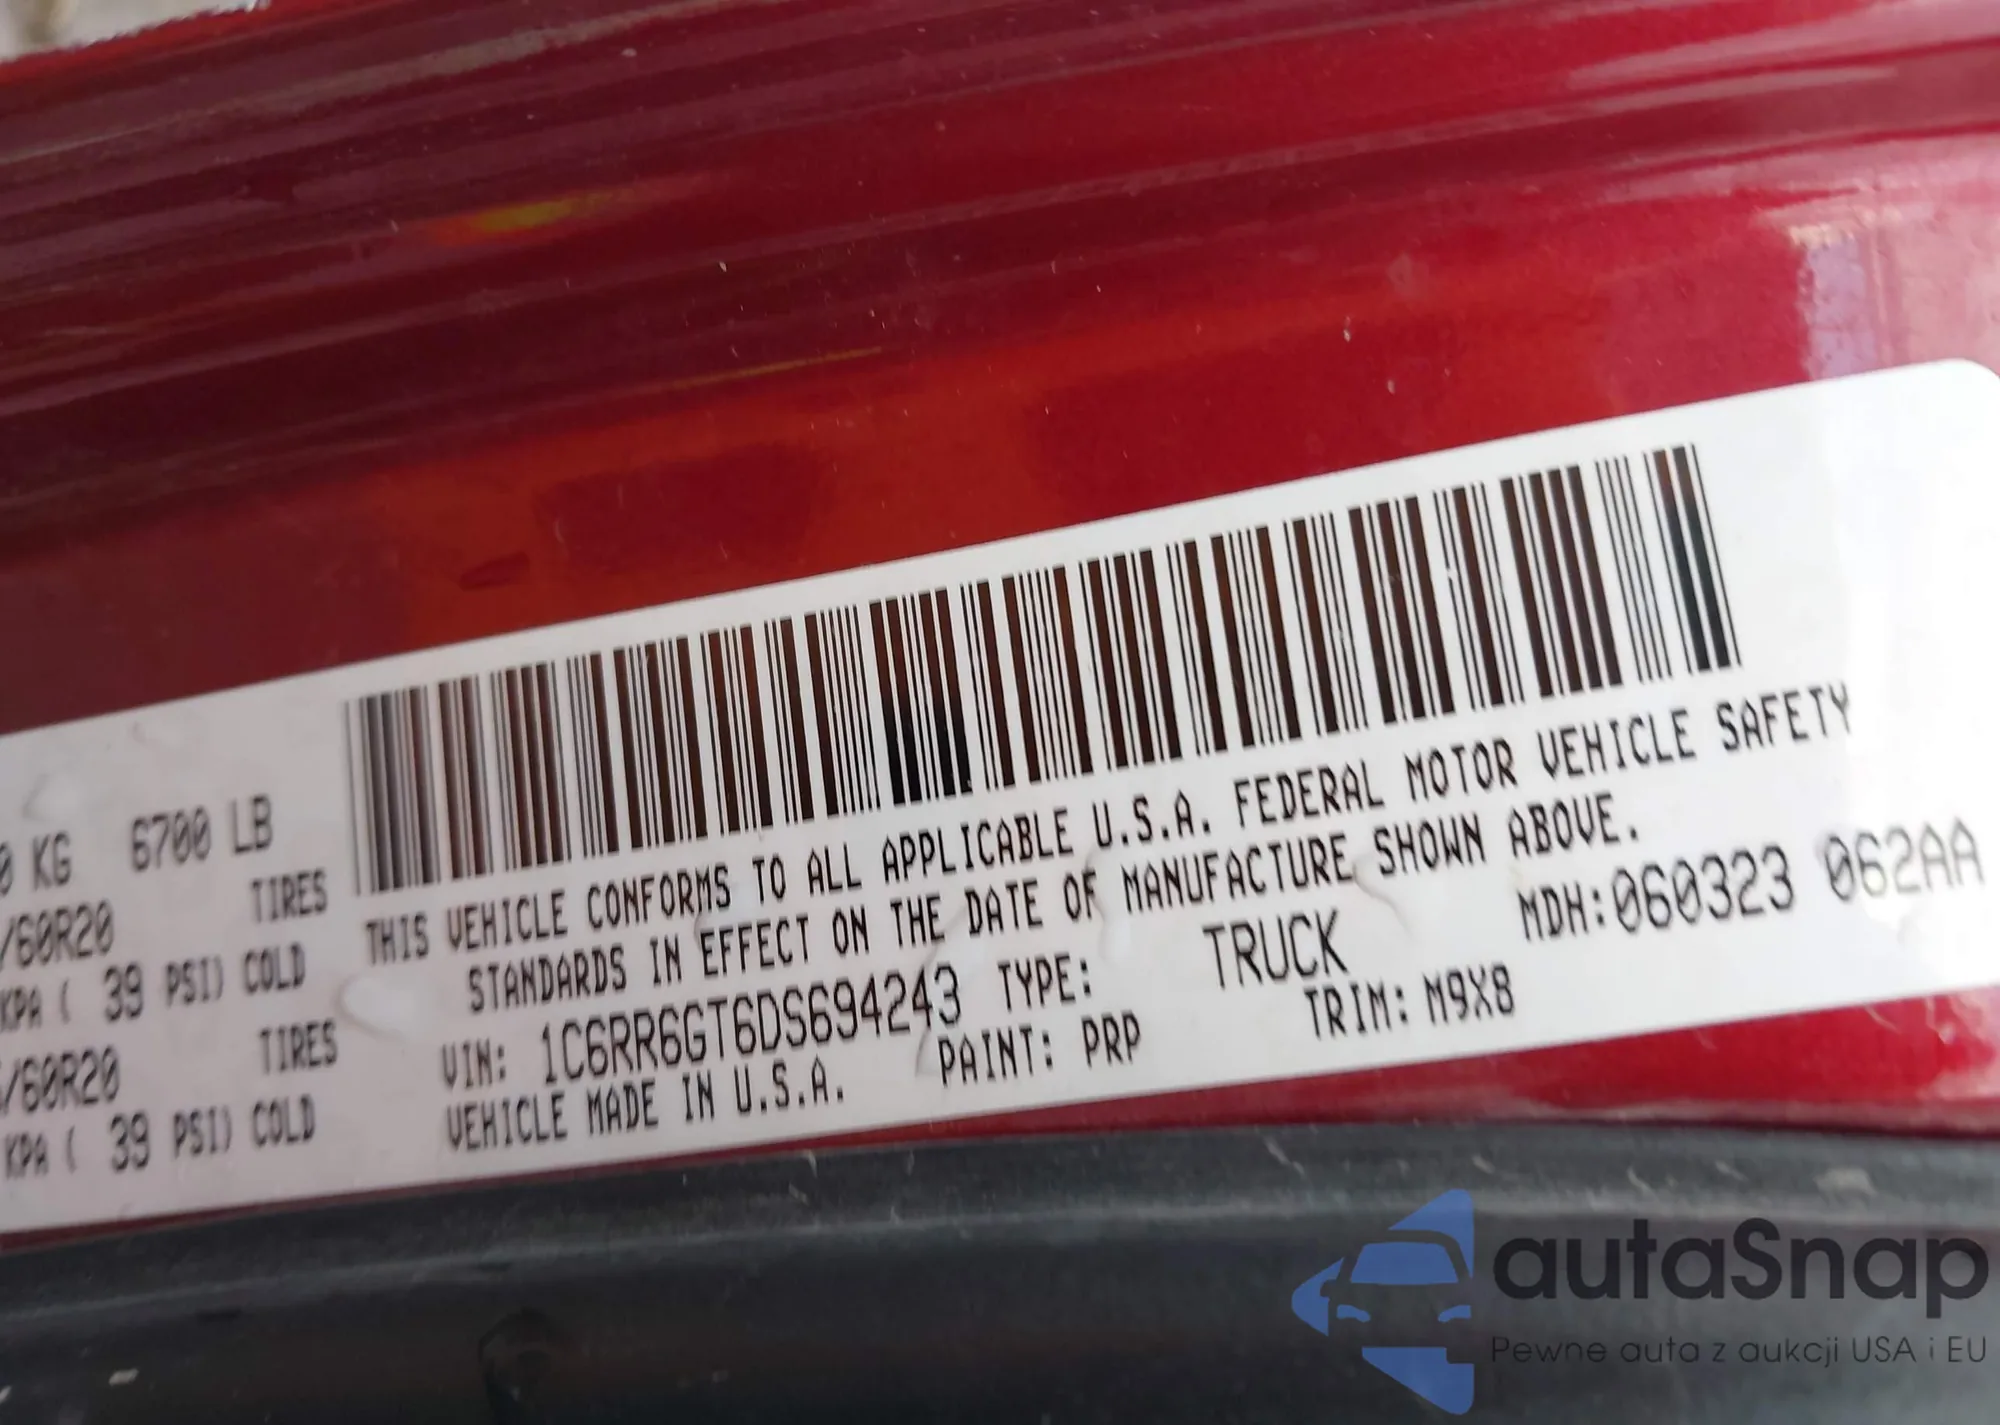 0 KG 6700 LB
/60R20 TIRES
KPA ( 39 PSI) COLD
/60R20 TIRES
KPA ( 39 PSI) COLD
THIS VEHICLE CONFORMS TO ALL APPLICABLE U.S.A. FEDERAL MOTOR VEHICLE SAFETY
STANDARDS IN EFFECT ON THE DATE OF MANUFACTURE SHOWN ABOVE.
MDH:060323 062AA
VIN: 1C6RR6GT6DS694243 TYPE: TRUCK
VEHICLE MADE IN U.S.A. PAINT: PRP TRIM: M9X8
autaSnap
Pewne auta z aukcji USA i EU